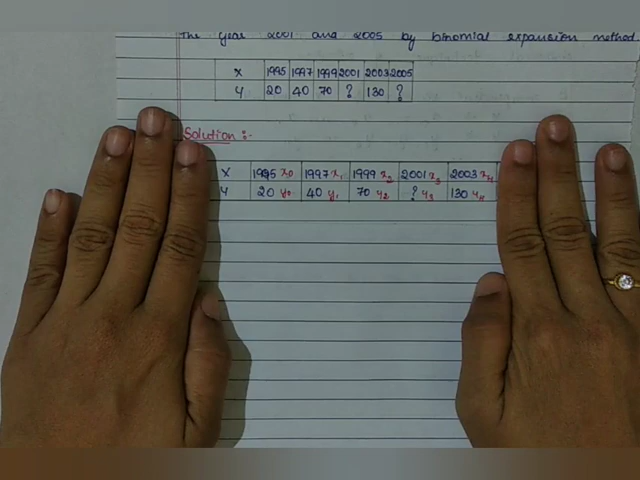 The year 2001 and 2005 by binomial expansion method
X 1995 1997 1999 2001 2003 2005
Y 20 40 70 ? 130 ?
Solution :-
X 1995 x0 1997 x1 1999 x2 2001 x3 2003 x4
Y 20 y0 40 y1 70 y2 ? y3 130 y4